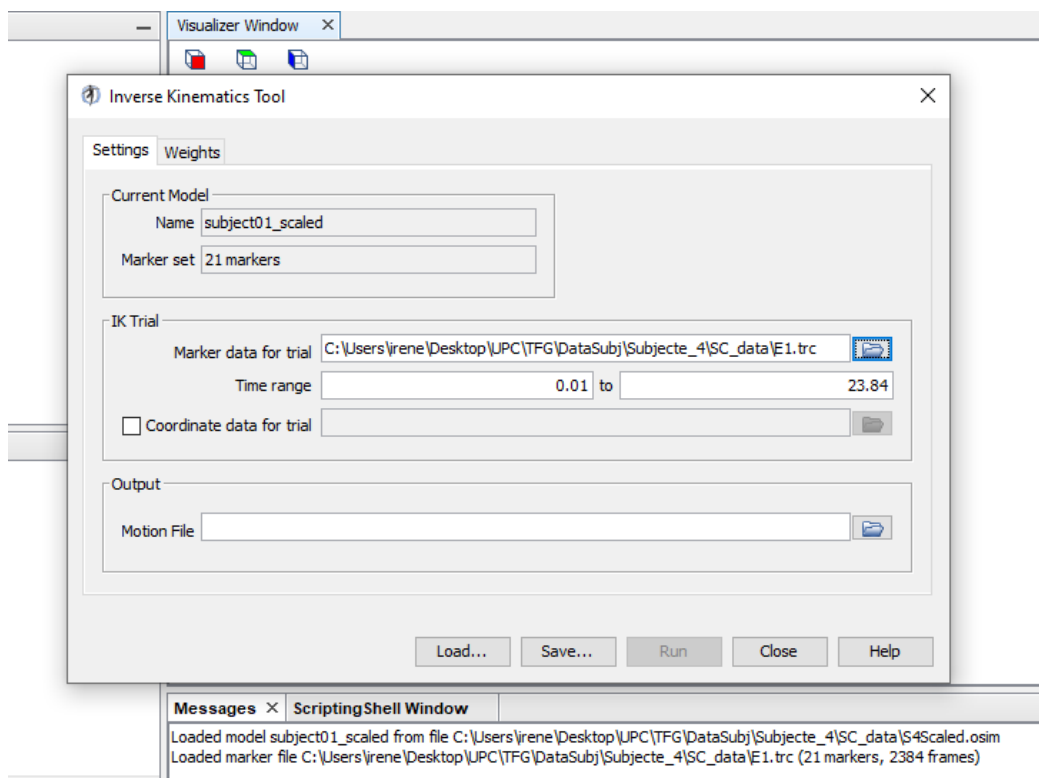 Visualizer Window
Inverse Kinematics Tool
Settings Weights
Current Model
Name subject01_scaled
Marker set 21 markers
IK Trial
Marker data for trial C:\Users\irene\Desktop\UPC\TFG\DataSubj\Subjecte_4\SC_data\E1.trc
Time range 0.01 to 23.84
Coordinate data for trial
Output
Motion File
Load... Save... Run Close Help
Messages ScriptingShell Window
Loaded model subject01_scaled from file C:\Users\irene\Desktop\UPC\TFG\DataSubj\Subjecte_4\SC_data\S4Scaled.osim
Loaded marker file C:\Users\irene\Desktop\UPC\TFG\DataSubj\Subjecte_4\SC_data\E1.trc (21 markers, 2384 frames)